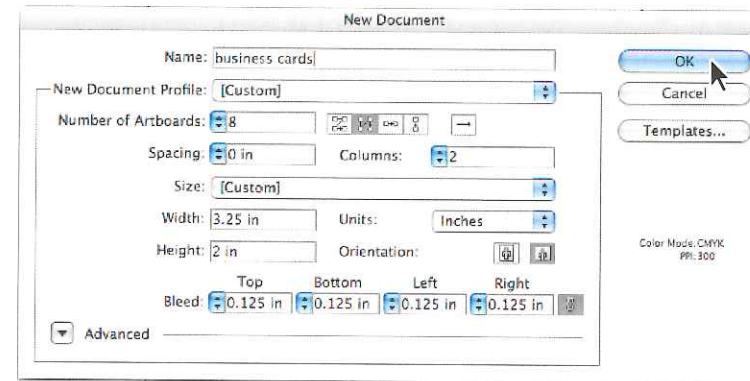 New Document
Name: business cards
OK
New Document Profile: [Custom]
Cancel
Number of Artboards: 8
Templates...
Spacing: 0 in Columns: 2
Size: [Custom]
Width: 3.25 in Units: Inches
Height: 2 in Orientation:
Color Mode: CMYK
PPI: 300
Top Bottom Left Right
Bleed: 0.125 in 0.125 in 0.125 in 0.125 in
Advanced